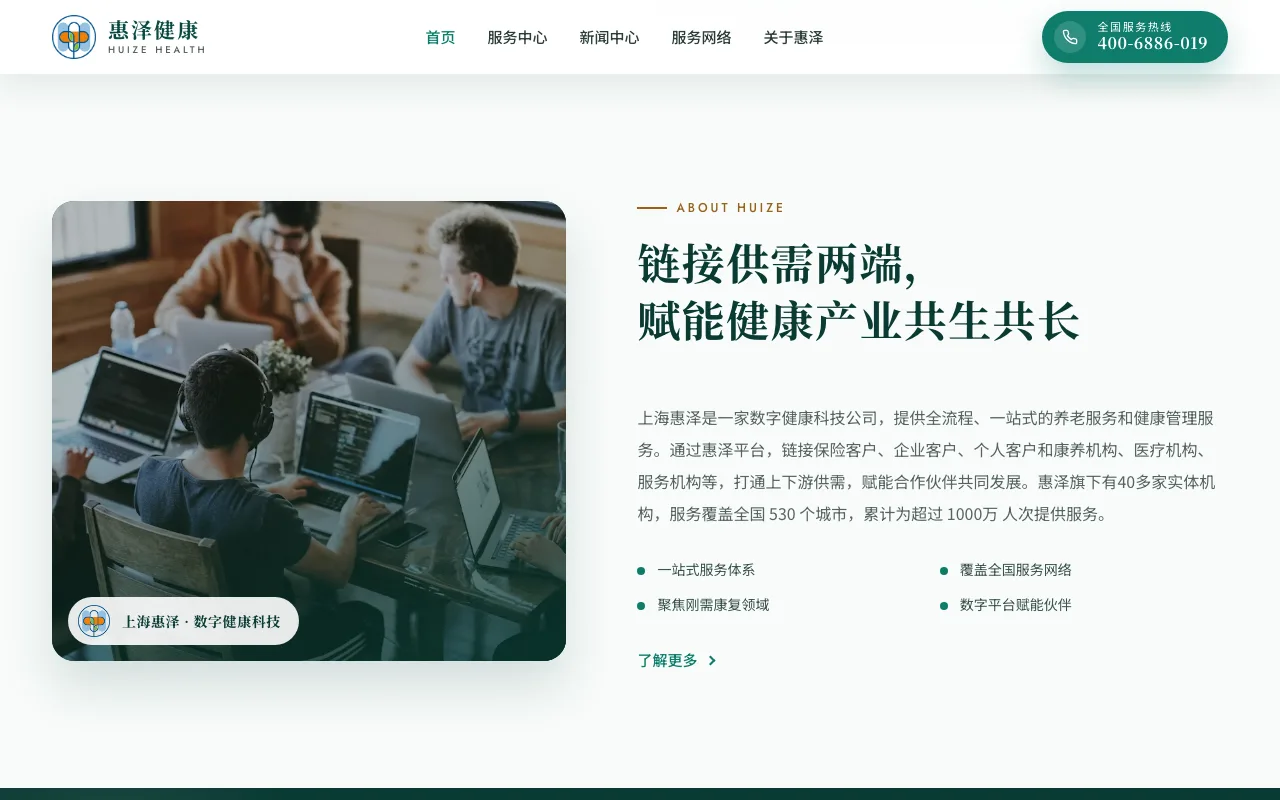 惠泽健康
HUIZE HEALTH
首页
服务中心
新闻中心
服务网络
关于惠泽
全国服务热线
400-6886-019
ABOUT HUIZE
链接供需两端，
赋能健康产业共生共长
上海惠泽是一家数字健康科技公司，提供全流程、一站式的养老服务和健康管理服
务。通过惠泽平台，链接保险客户、企业客户、个人客户和康养机构、医疗机构、
服务机构等，打通上下游供需，赋能合作伙伴共同发展。惠泽旗下有40多家实体机
构，服务覆盖全国 530 个城市，累计为超过 1000万 人次提供服务。
一站式服务体系
覆盖全国服务网络
聚焦刚需康复领域
数字平台赋能伙伴
了解更多
上海惠泽 · 数字健康科技